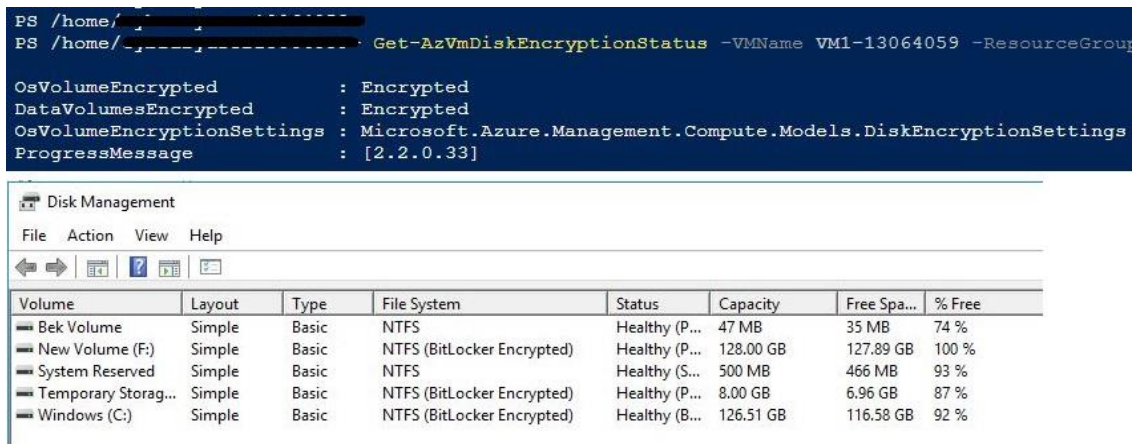 PS /home/
PS /home/ Get-AzVmDiskEncryptionStatus -VMName VM1-13064059 -ResourceGroup
OsVolumeEncrypted : Encrypted
DataVolumesEncrypted : Encrypted
OsVolumeEncryptionSettings : Microsoft.Azure.Management.Compute.Models.DiskEncryptionSettings
ProgressMessage : [2.2.0.33]
Disk Management
File Action View Help
Volume Layout Type File System Status Capacity Free Spa... % Free
Bek Volume Simple Basic NTFS Healthy (P... 47 MB 35 MB 74 %
New Volume (F:) Simple Basic NTFS (BitLocker Encrypted) Healthy (P... 128.00 GB 127.89 GB 100 %
System Reserved Simple Basic NTFS Healthy (S... 500 MB 466 MB 93 %
Temporary Storag... Simple Basic NTFS (BitLocker Encrypted) Healthy (P... 8.00 GB 6.96 GB 87 %
Windows (C:) Simple Basic NTFS (BitLocker Encrypted) Healthy (B... 126.51 GB 116.58 GB 92 %